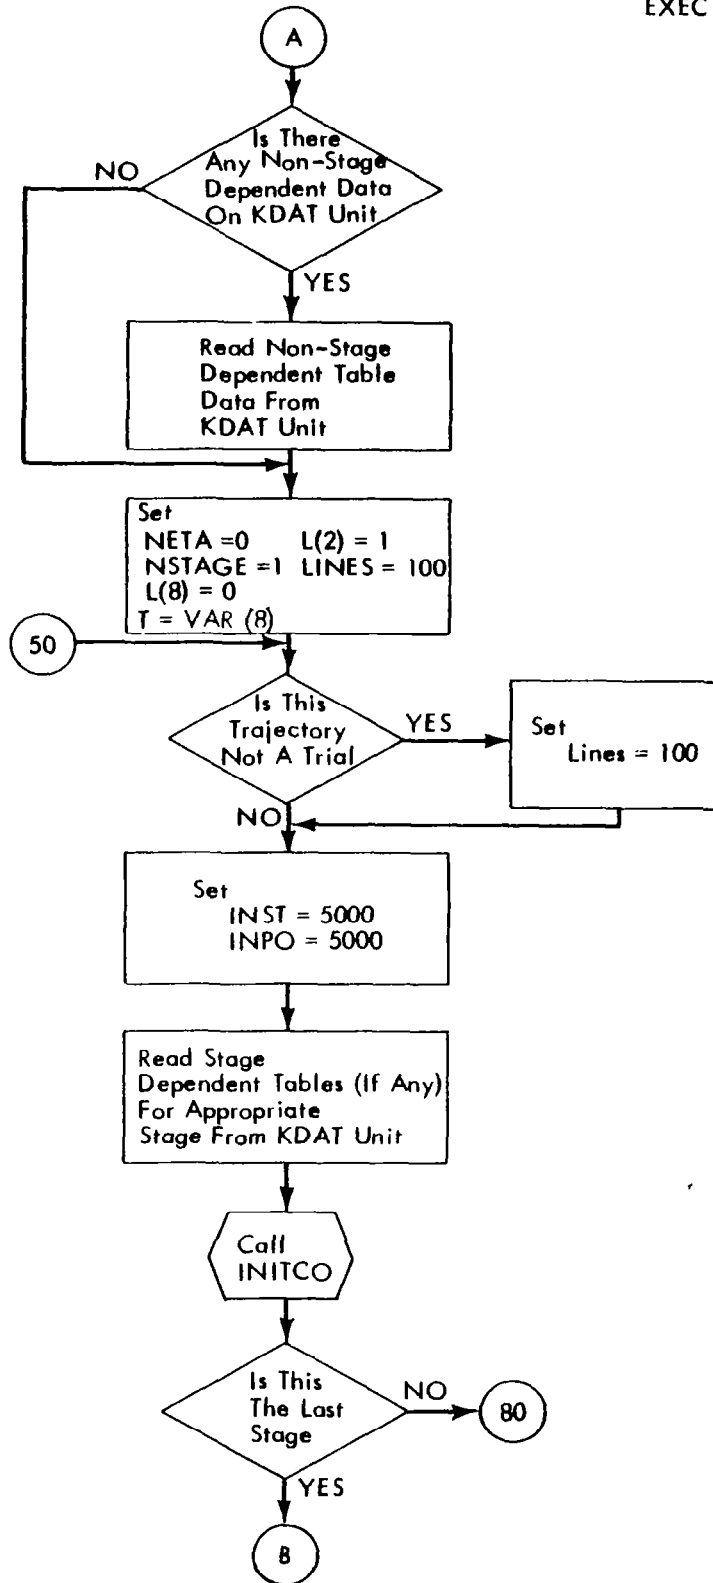 EXEC
A
Is There
Any Non-Stage
Dependent Data
On KDAT Unit
NO
YES
Read Non-Stage
Dependent Table
Data From
KDAT Unit
Set
NETA =0 L(2) = 1
NSTAGE =1 LINES = 100
L(8) = 0
T = VAR (8)
50
Is This
Trajectory
Not A Trial
YES
Set
Lines = 100
NO
Set
INST = 5000
INPO = 5000
Read Stage
Dependent Tables (If Any)
For Appropriate
Stage From KDAT Unit
Call
INITCO
Is This
The Last
Stage
NO
80
YES
B